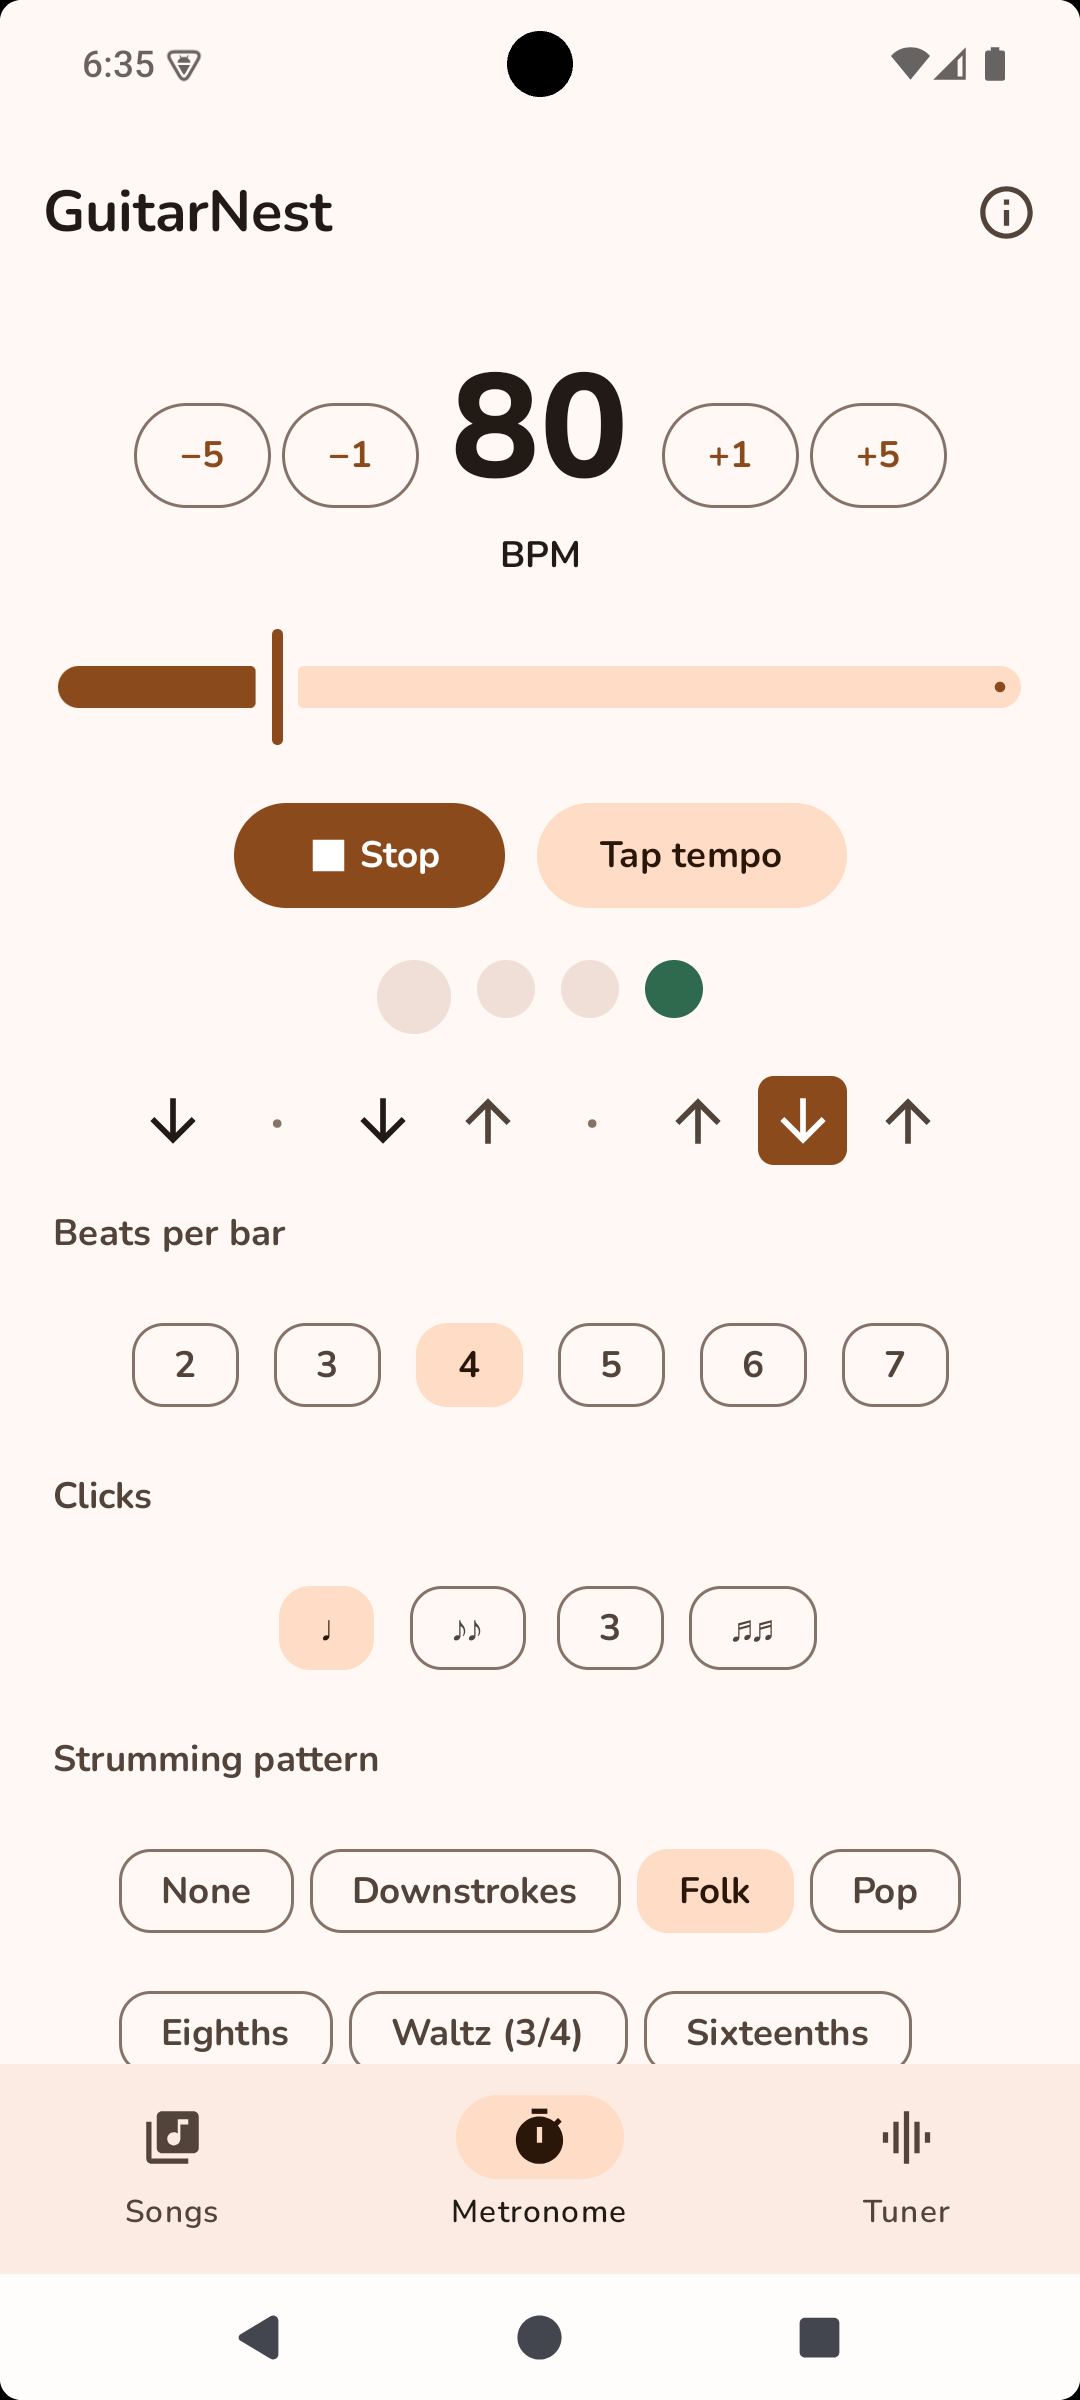 6:35
GuitarNest
−5 −1 80 +1 +5
BPM
Stop Tap tempo
Beats per bar
2 3 4 5 6 7
Clicks
♩ ♪♪ 3 ♬♬
Strumming pattern
None Downstrokes Folk Pop
Eighths Waltz (3/4) Sixteenths
Songs Metronome Tuner